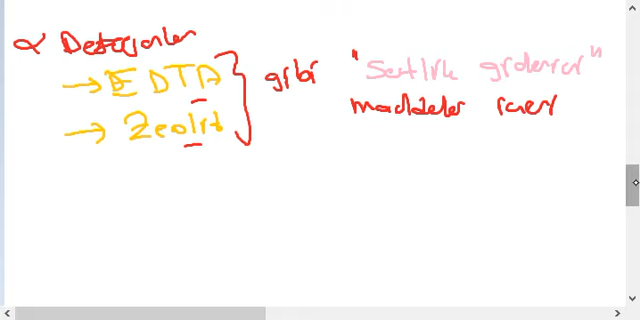 α Deterjanlar
→ EDTA gibi "Sertlik giderici"
→ Zeolit maddeler içerir